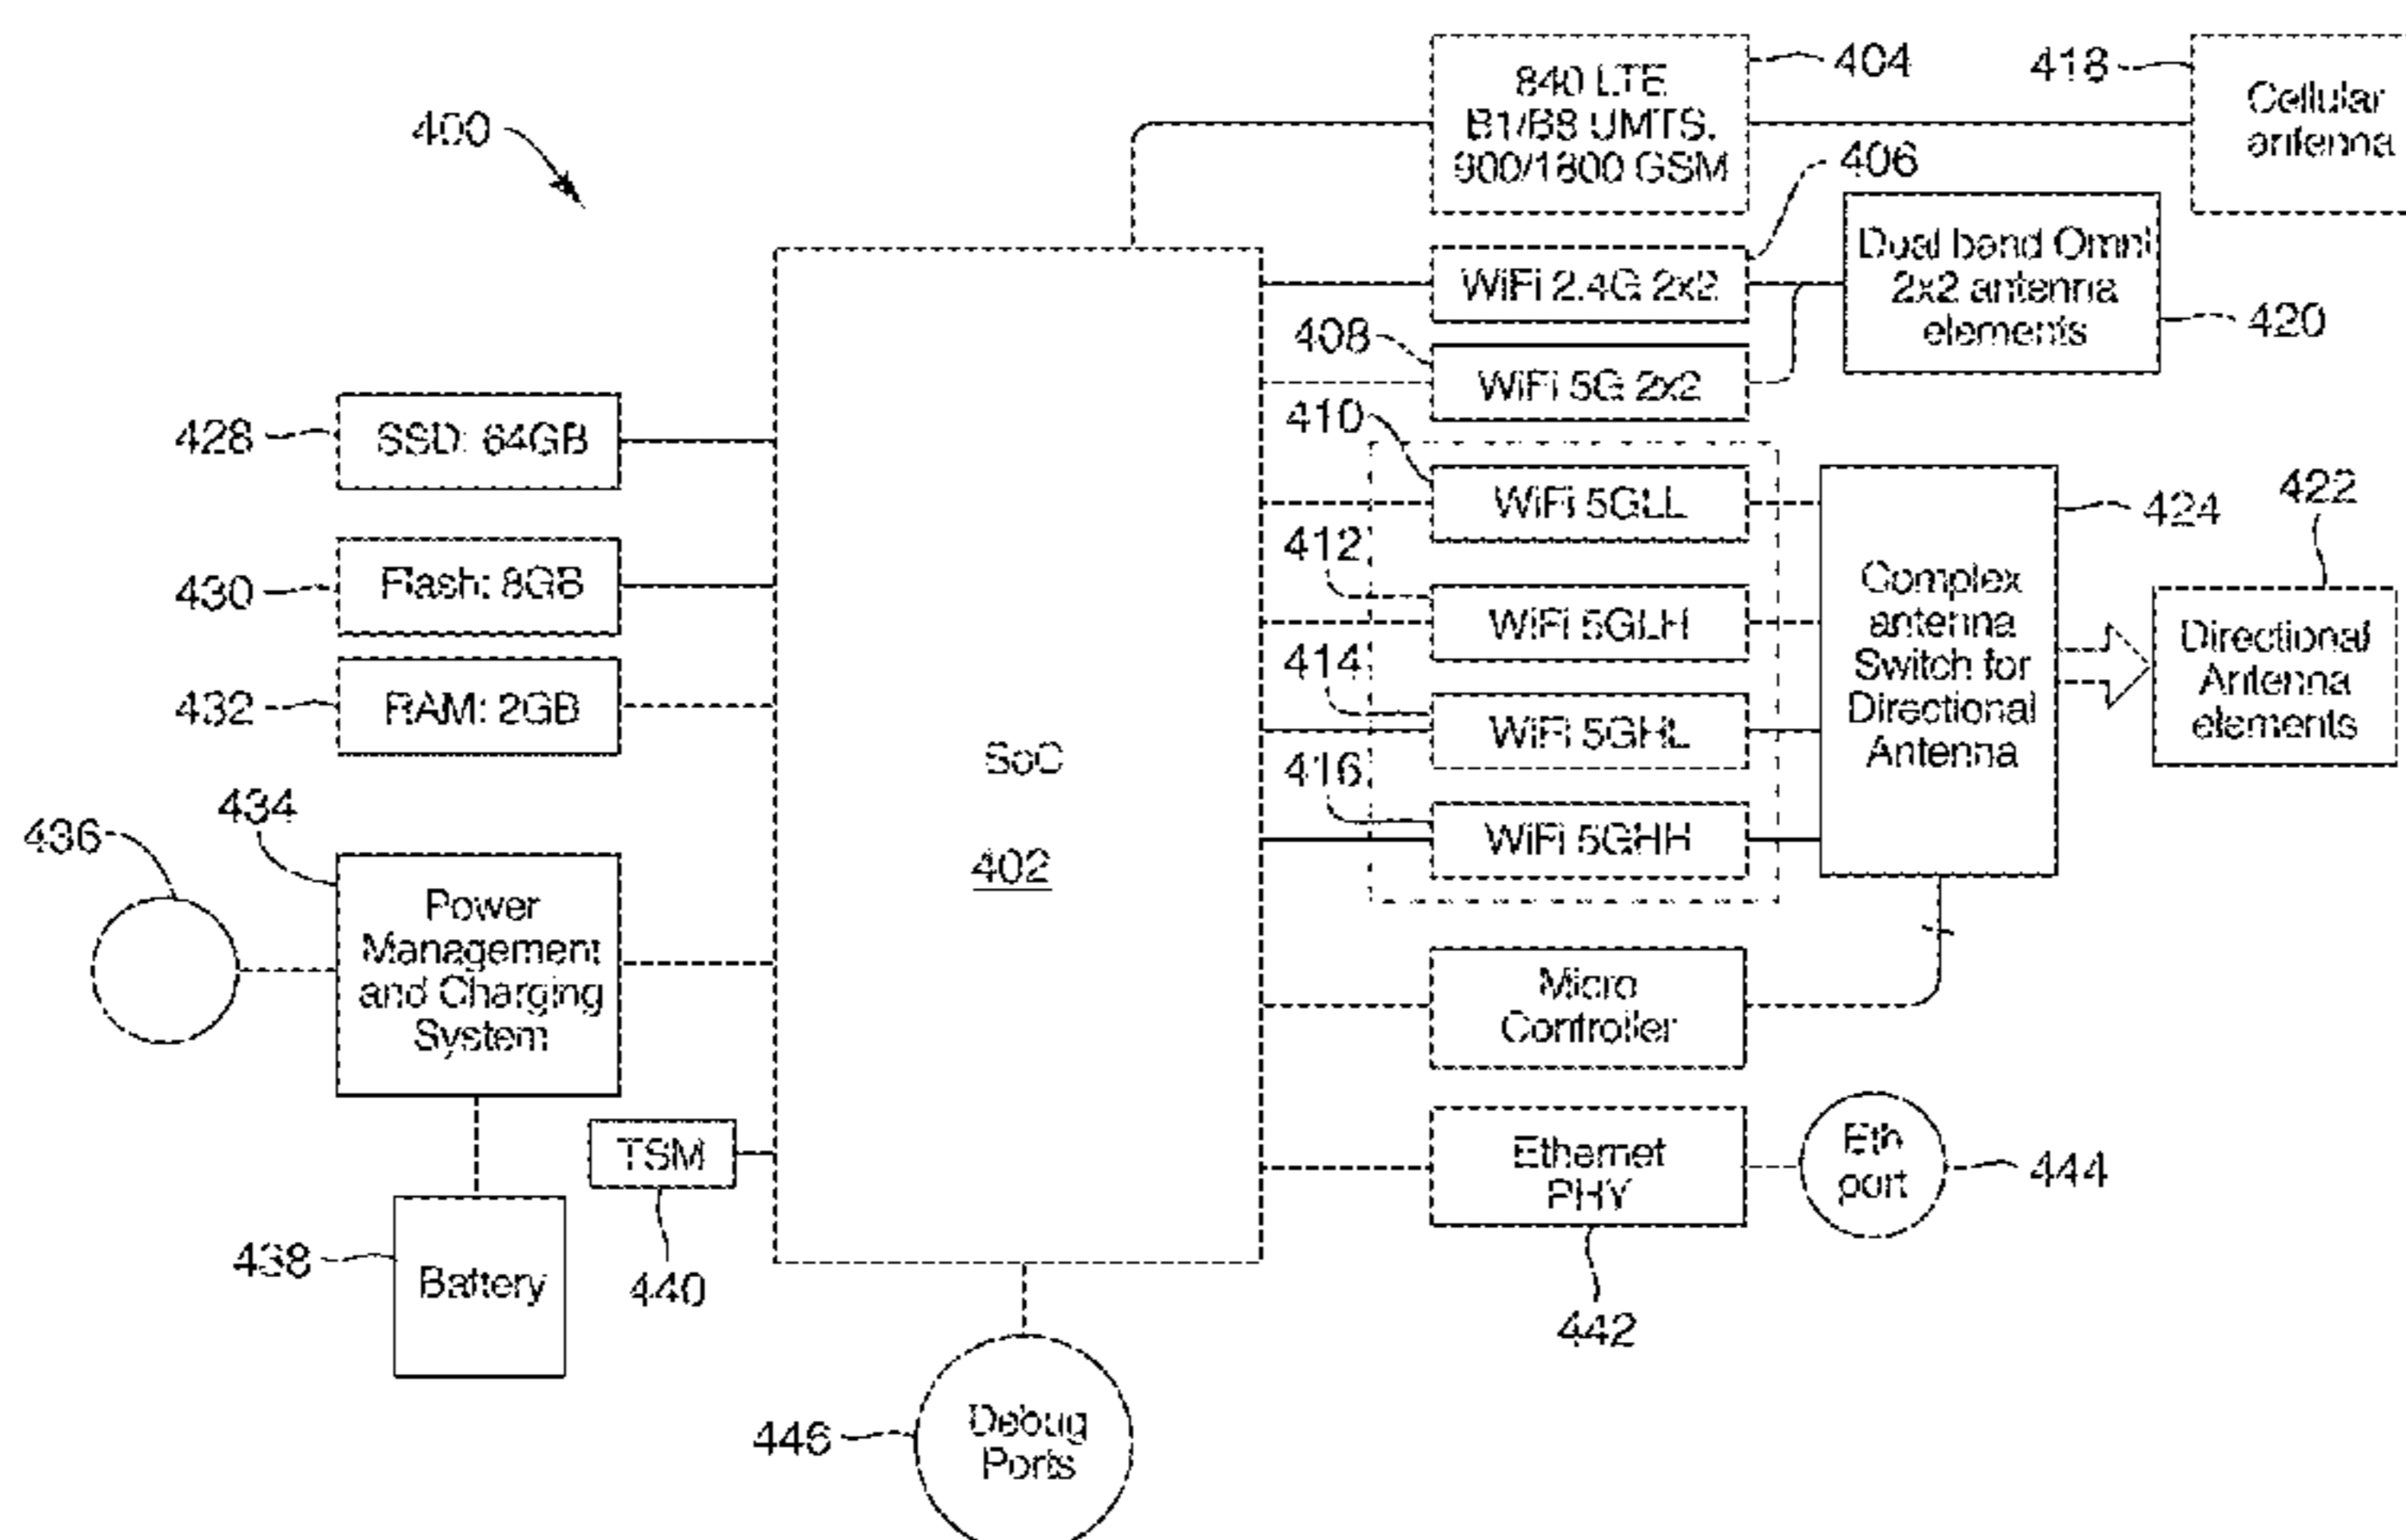 400
840 LTE
B1/B8 UMTS.
900/1800 GSM
404
418
Cellular
antenna
406
WiFi 2.4G 2x2
Dual band Omni
2x2 antenna
elements
420
408
WiFi 5G 2x2
410
WiFi 5GLL
412
WiFi 5GLH
414
WiFi 5GHL
416
WiFi 5GHH
424
Complex
antenna
Switch for
Directional
Antenna
422
Directional
Antenna
elements
428
SSD: 64GB
430
Flash: 8GB
432
RAM: 2GB
SoC
402
434
436
Power
Management
and Charging
System
Micro
Controller
TSM
440
438
Battery
Ethernet
PHY
442
Eth
port
444
446
Debug
Ports